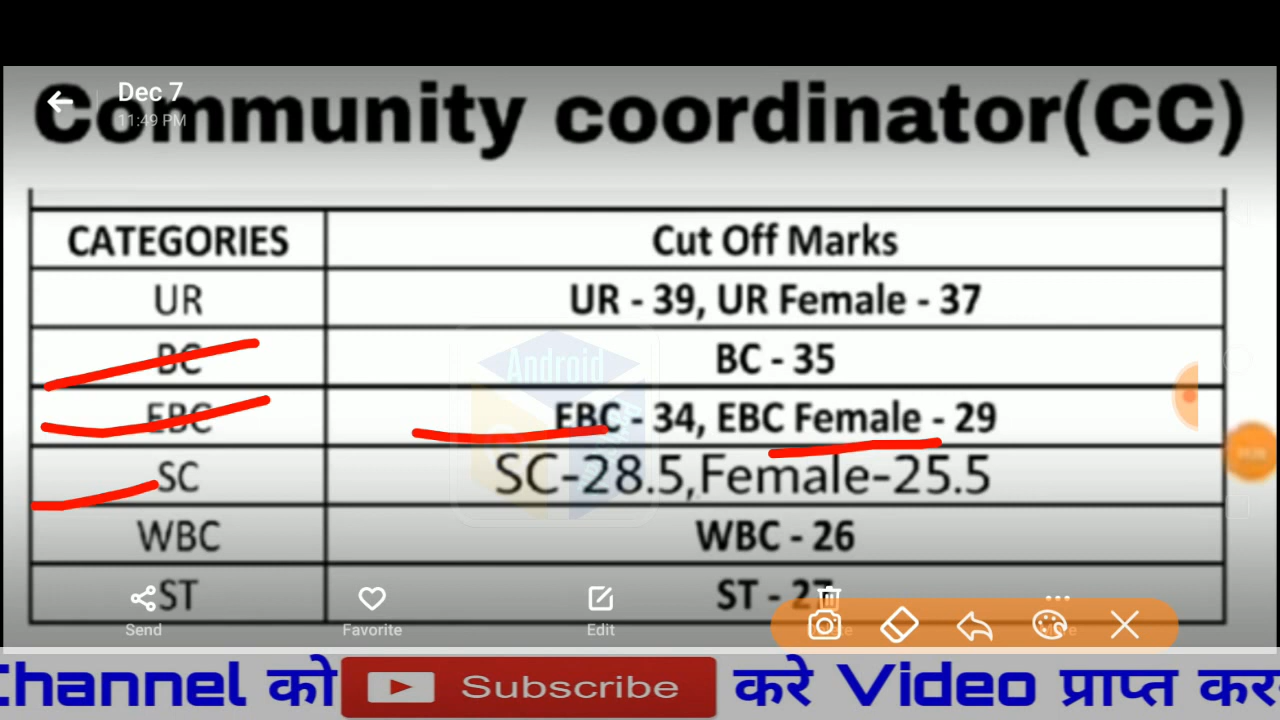 Dec 7
11:49 PM
Community coordinator(CC)
CATEGORIES Cut Off Marks
UR UR - 39, UR Female - 37
BC BC - 35
EBC EBC - 34, EBC Female - 29
SC SC-28.5,Female-25.5
WBC WBC - 26
ST ST - 27
Android
Send Favorite Edit
Channel को Subscribe करे Video प्राप्त